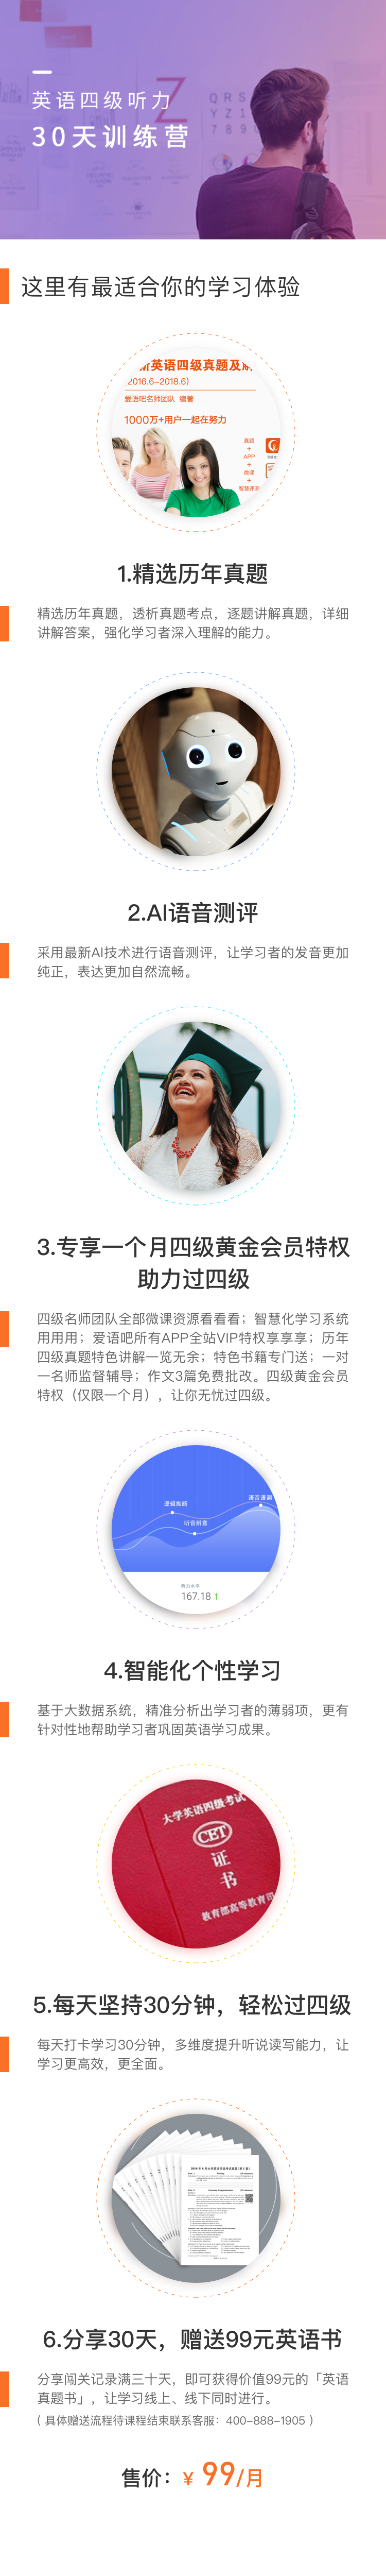 英语四级听力
30天训练营
Z
QRS
YZ1
789
这里有最适合你的学习体验
新英语四级真题及解
2016.6-2018.6)
爱语吧名师团队 编著
1000万+用户一起在努力
真题
+
APP
+
微课
+
智慧评测
1.精选历年真题
精选历年真题，透析真题考点，逐题讲解真题，详细
讲解答案，强化学习者深入理解的能力。
2.AI语音测评
采用最新AI技术进行语音测评，让学习者的发音更加
纯正，表达更加自然流畅。
3.专享一个月四级黄金会员特权
助力过四级
四级名师团队全部微课资源看看看；智慧化学习系统
用用用；爱语吧所有APP全站VIP特权享享享；历年
四级真题特色讲解一览无余；特色书籍专门送；一对
一名师监督辅导；作文3篇免费批改。四级黄金会员
特权（仅限一个月），让你无忧过四级。
逻辑推断
语音语调
听音辨意
听力水平
167.18↑
4.智能化个性学习
基于大数据系统，精准分析出学习者的薄弱项，更有
针对性地帮助学习者巩固英语学习成果。
大学英语四级考试
CET
证
书
教育部高等教育司
5.每天坚持30分钟，轻松过四级
每天打卡学习30分钟，多维度提升听说读写能力，让
学习更高效，更全面。
6.分享30天，赠送99元英语书
分享闯关记录满三十天，即可获得价值99元的「英语
真题书」，让学习线上、线下同时进行。
( 具体赠送流程待课程结束联系客服：400-888-1905 )
售价：¥ 99/月